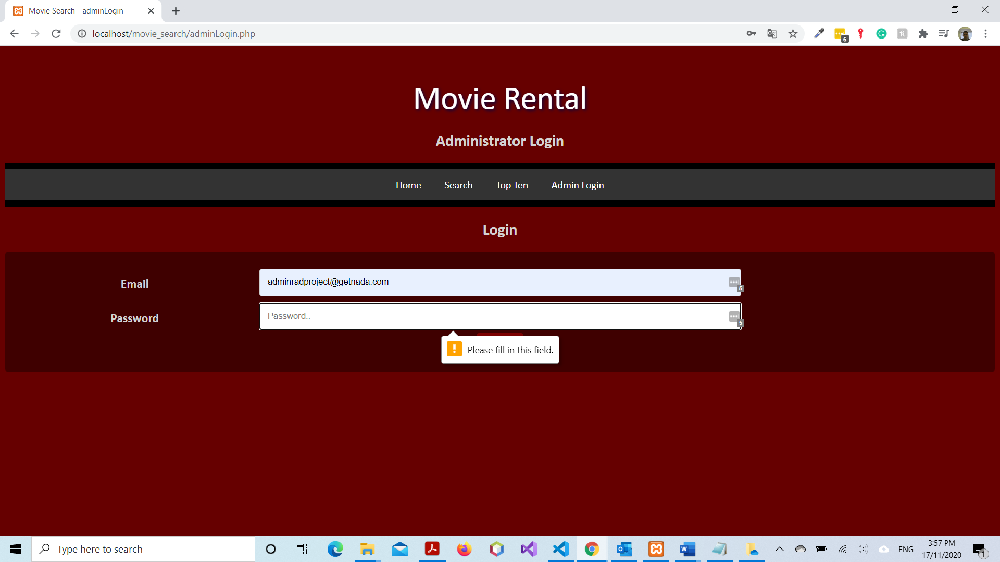 Movie Search - adminLogin
localhost/movie_search/adminLogin.php
6
Movie Rental
Administrator Login
Home Search Top Ten Admin Login
Login
Email
adminradproject@getnada.com
5
Password
Password..
5
Please fill in this field.
Type here to search
ENG
3:57 PM
17/11/2020
1